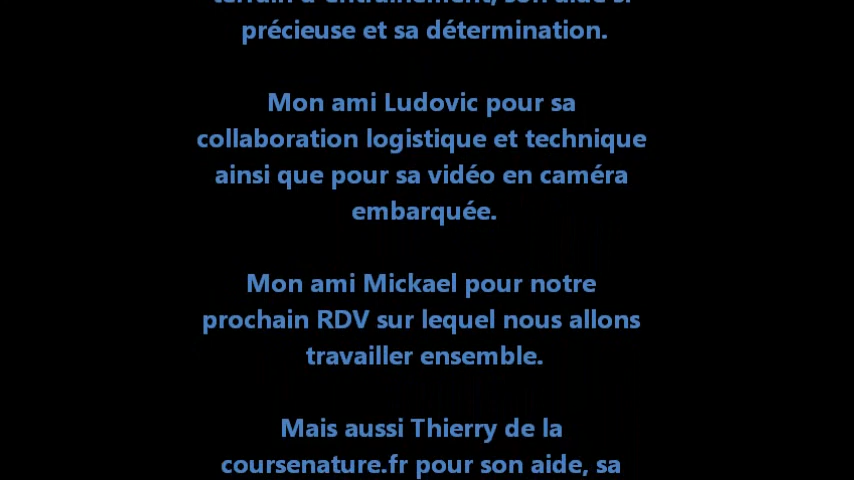 terrain d'entraînement, son aide si
précieuse et sa détermination.
Mon ami Ludovic pour sa
collaboration logistique et technique
ainsi que pour sa vidéo en caméra
embarquée.
Mon ami Mickael pour notre
prochain RDV sur lequel nous allons
travailler ensemble.
Mais aussi Thierry de la
coursenature.fr pour son aide, sa